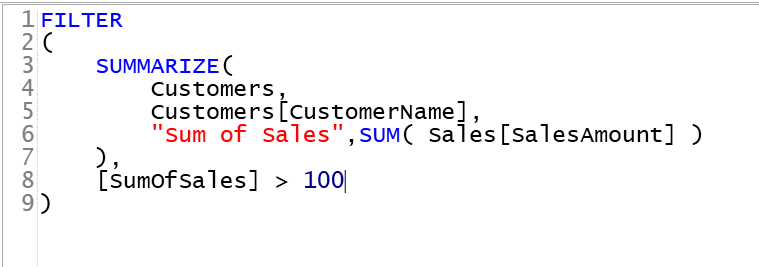 1 FILTER
2 (
3     SUMMARIZE(
4         Customers,
5         Customers[CustomerName],
6         "Sum of Sales",SUM( Sales[SalesAmount] )
7     ),
8     [SumOfSales] > 100
9 )